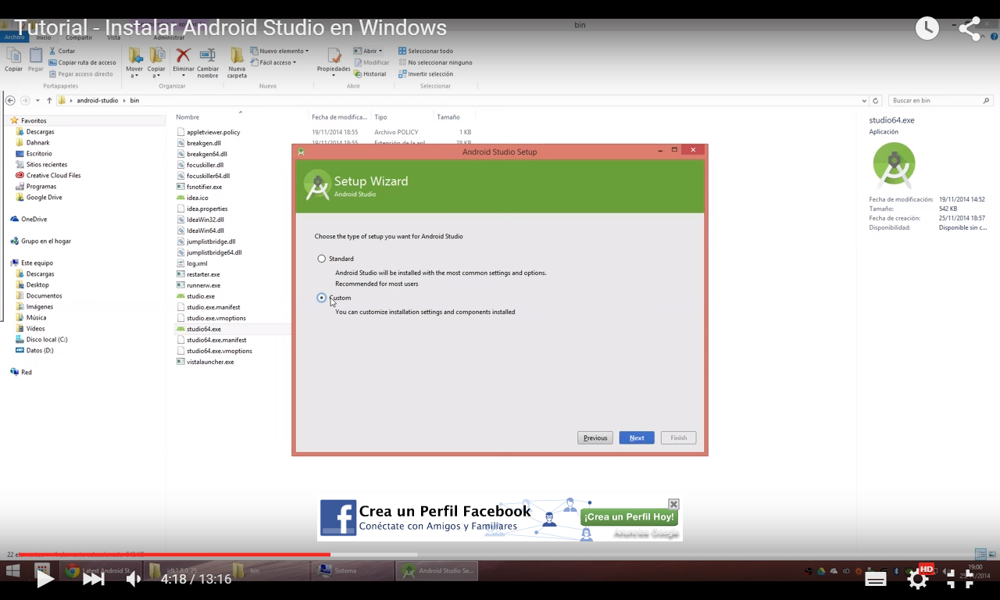 Tutorial - Instalar Android Studio en Windows
bin
Archivo Inicio Compartir Vista Administrar
Copiar
Pegar
Cortar
Copiar ruta de acceso
Pegar acceso directo
Portapapeles
Mover a
Copiar a
Eliminar
Cambiar nombre
Organizar
Nueva carpeta
Nuevo elemento
Fácil acceso
Nuevo
Propiedades
Abrir
Modificar
Historial
Abrir
Seleccionar todo
No seleccionar ninguno
Invertir selección
Seleccionar
android-studio bin
Buscar en bin
Favoritos
Descargas
Dahnark
Escritorio
Sitios recientes
Creative Cloud Files
Programas
Google Drive
OneDrive
Grupo en el hogar
Este equipo
Descargas
Desktop
Documentos
Imágenes
Música
Vídeos
Disco local (C:)
Datos (D:)
Red
Nombre Fecha de modifica... Tipo Tamaño
appletviewer.policy 19/11/2014 18:55 Archivo POLICY 1 KB
breakgen.dll 19/11/2014 18:55 Extensión de la apl... 28 KB
breakgen64.dll
focuskiller.dll
focuskiller64.dll
fsnotifier.exe
idea.ico
idea.properties
IdeaWin32.dll
IdeaWin64.dll
jumplistbridge.dll
jumplistbridge64.dll
log.xml
restarter.exe
runnerw.exe
studio.exe
studio.exe.manifest
studio.exe.vmoptions
studio64.exe
studio64.exe.manifest
studio64.exe.vmoptions
vistalauncher.exe
Android Studio Setup
Setup Wizard
Android Studio
Choose the type of setup you want for Android Studio
Standard
Android Studio will be installed with the most common settings and options.
Recommended for most users
Custom
You can customize installation settings and components installed
Previous Next Finish
studio64.exe
Aplicación
Fecha de modificación: 19/11/2014 14:52
Tamaño: 542 KB
Fecha de creación: 25/11/2014 18:57
Disponibilidad: Disponible sin c...
Crea un Perfil Facebook
Conéctate con Amigos y Familiares
¡Crea un Perfil Hoy!
Anuncios Google
22
Latest Android St...
jdk1.8.0_25
bin
Sistema
Android Studio Se...
4:18 / 13:16
HD
19:00
25/11/2014